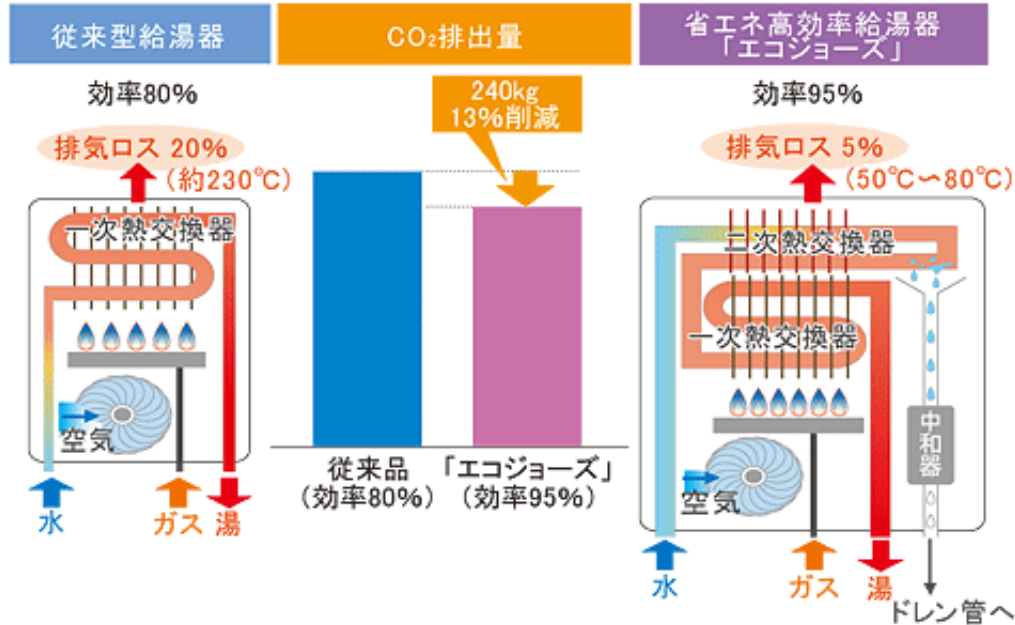 従来型給湯器
効率80%
排気ロス 20%
(約230℃)
一次熱交換器
空気
水
ガス
湯
CO₂排出量
240kg
13%削減
従来品
(効率80%)
「エコジョーズ」
(効率95%)
省エネ高効率給湯器
「エコジョーズ」
効率95%
排気ロス 5%
(50℃〜80℃)
二次熱交換器
一次熱交換器
中和器
空気
水
ガス
湯
ドレン管へ